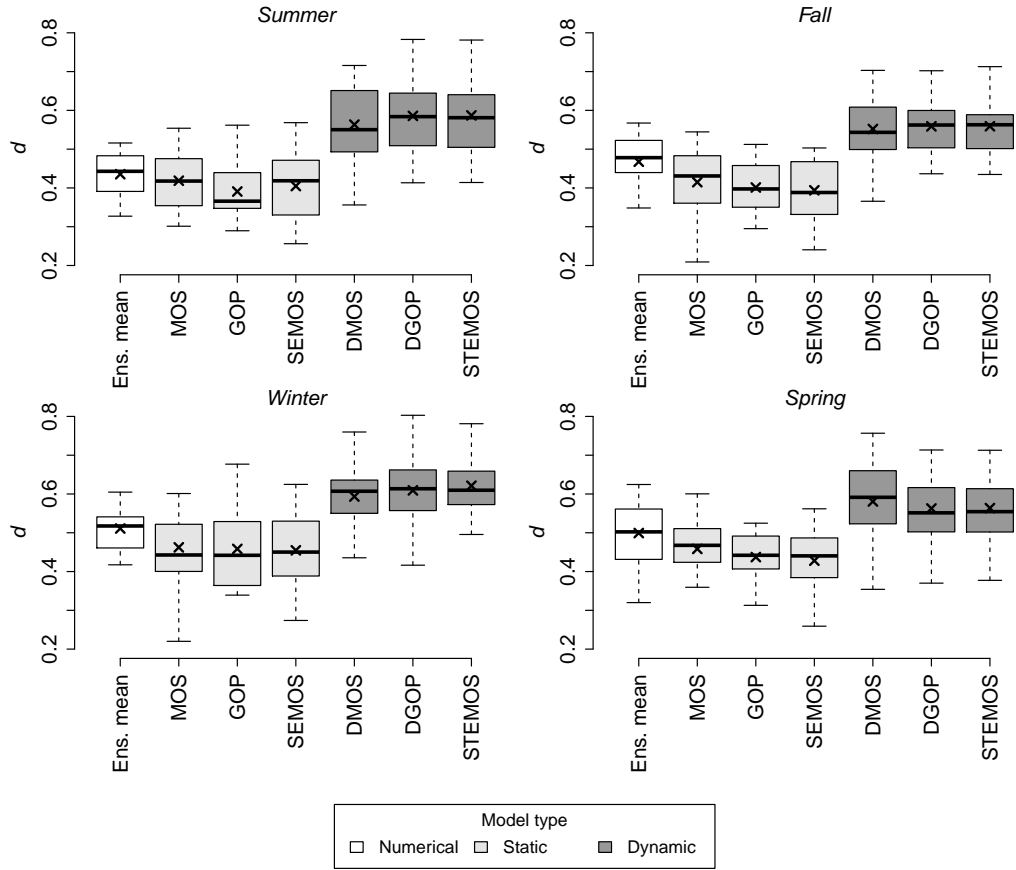 Summer
d
0.8
0.6
0.4
0.2
Ens. mean
MOS
GOP
SEMOS
DMOS
DGOP
STEMOS
Fall
d
0.8
0.6
0.4
0.2
Ens. mean
MOS
GOP
SEMOS
DMOS
DGOP
STEMOS
Winter
d
0.8
0.6
0.4
0.2
Ens. mean
MOS
GOP
SEMOS
DMOS
DGOP
STEMOS
Spring
d
0.8
0.6
0.4
0.2
Ens. mean
MOS
GOP
SEMOS
DMOS
DGOP
STEMOS
Model type
Numerical Static Dynamic